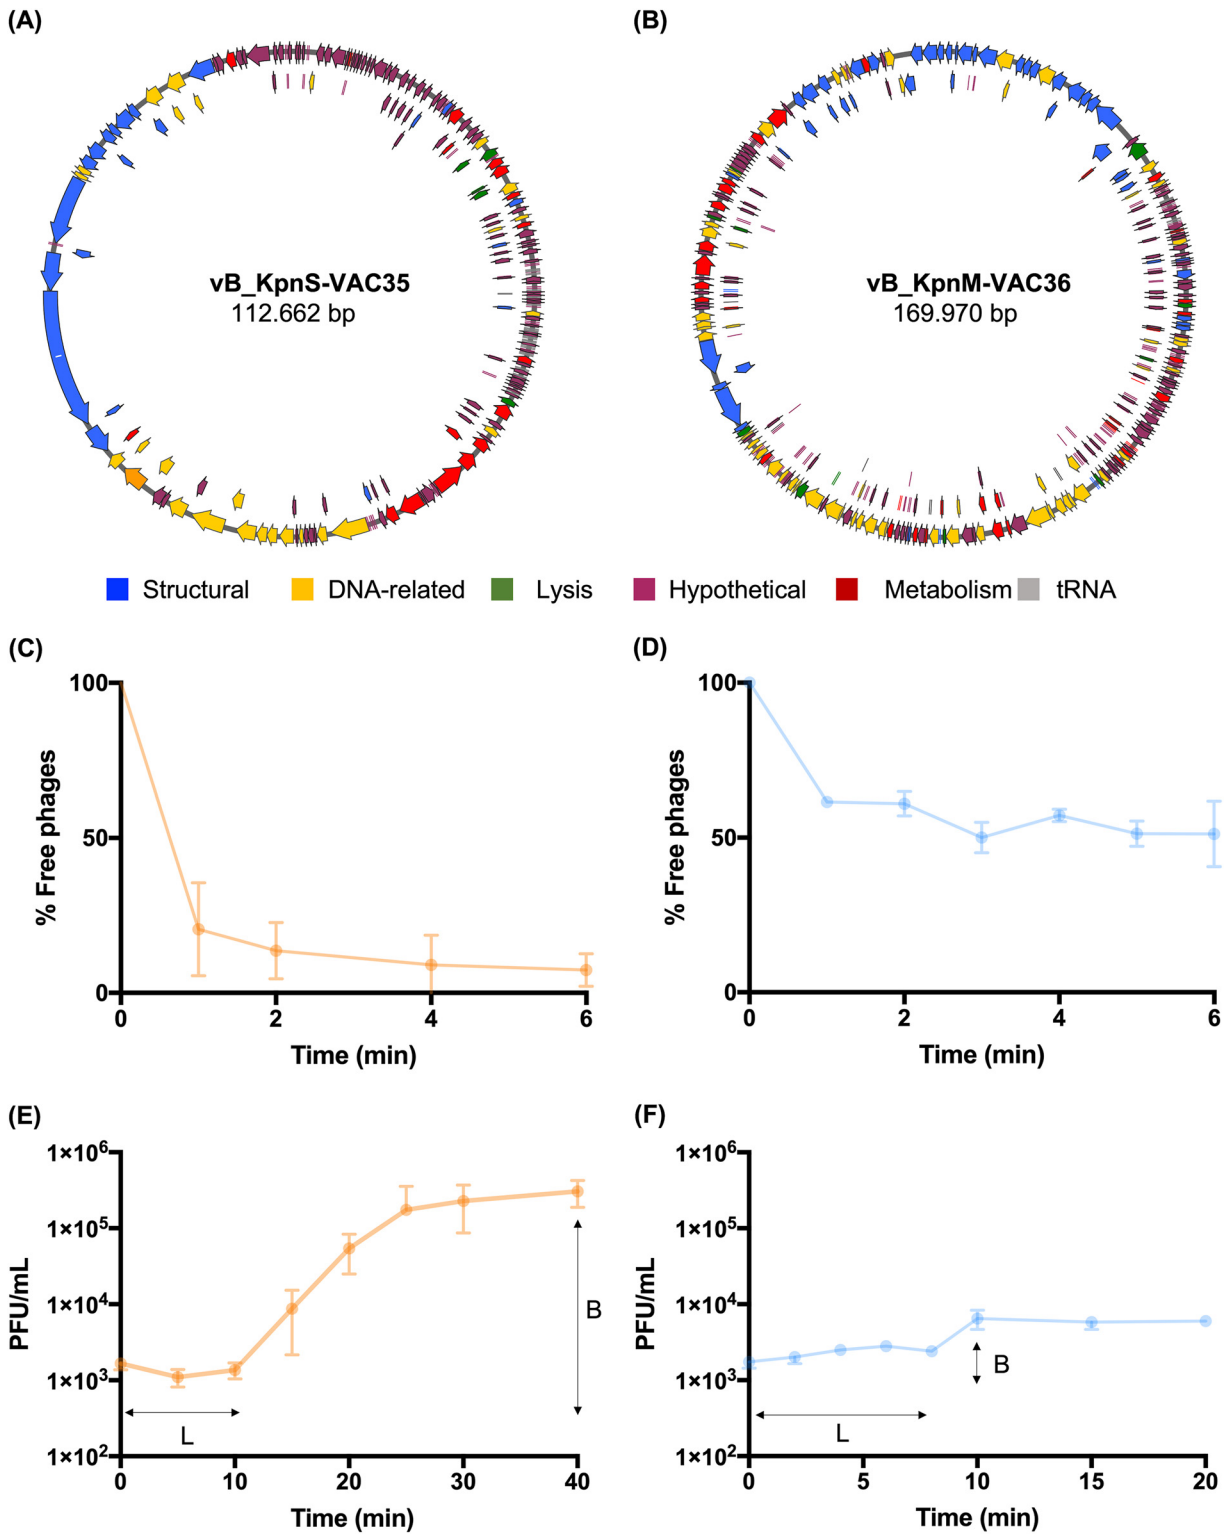 (A)
(B)
vB_KpnS-VAC35
112.662 bp
vB_KpnM-VAC36
169.970 bp
Structural
DNA-related
Lysis
Hypothetical
Metabolism
tRNA
(C)
100
50
0
% Free phages
0 2 4 6
Time (min)
(D)
100
50
0
% Free phages
0 2 4 6
Time (min)
(E)
1×10⁶
1×10⁵
1×10⁴
1×10³
1×10²
PFU/mL
B
L
0 10 20 30 40
Time (min)
(F)
1×10⁶
1×10⁵
1×10⁴
1×10³
1×10²
PFU/mL
B
L
0 5 10 15 20
Time (min)